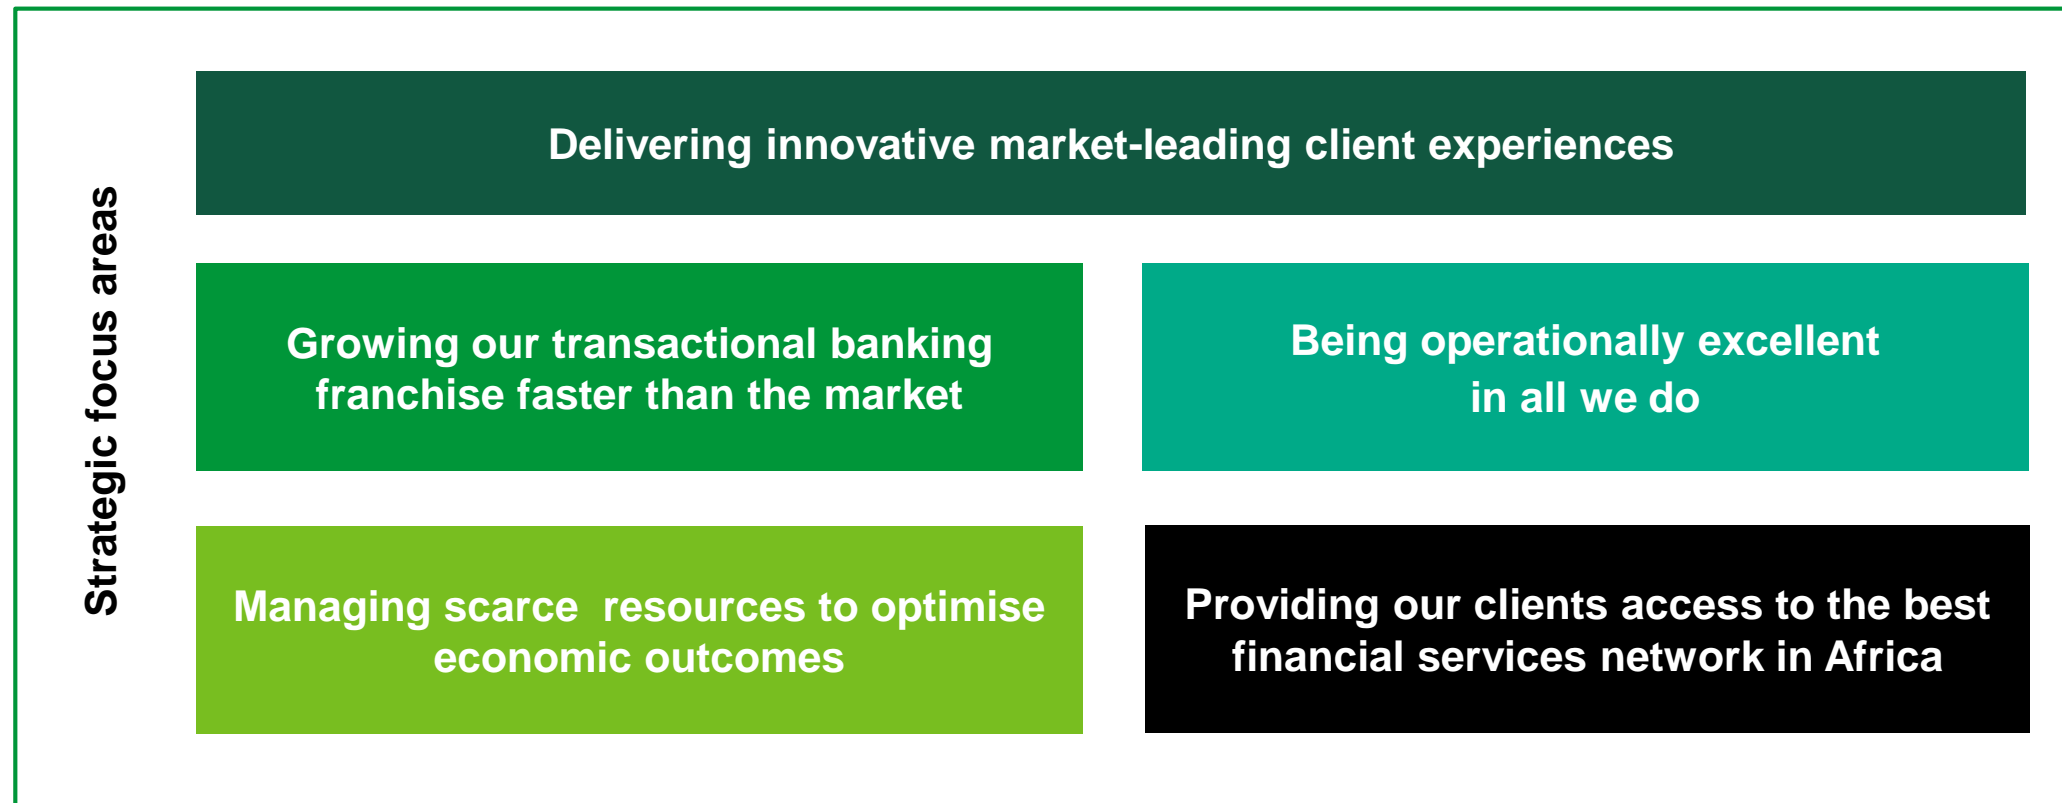 Strategic focus areas
Delivering innovative market-leading client experiences
Growing our transactional banking
franchise faster than the market
Being operationally excellent
in all we do
Managing scarce  resources to optimise
economic outcomes
Providing our clients access to the best
financial services network in Africa